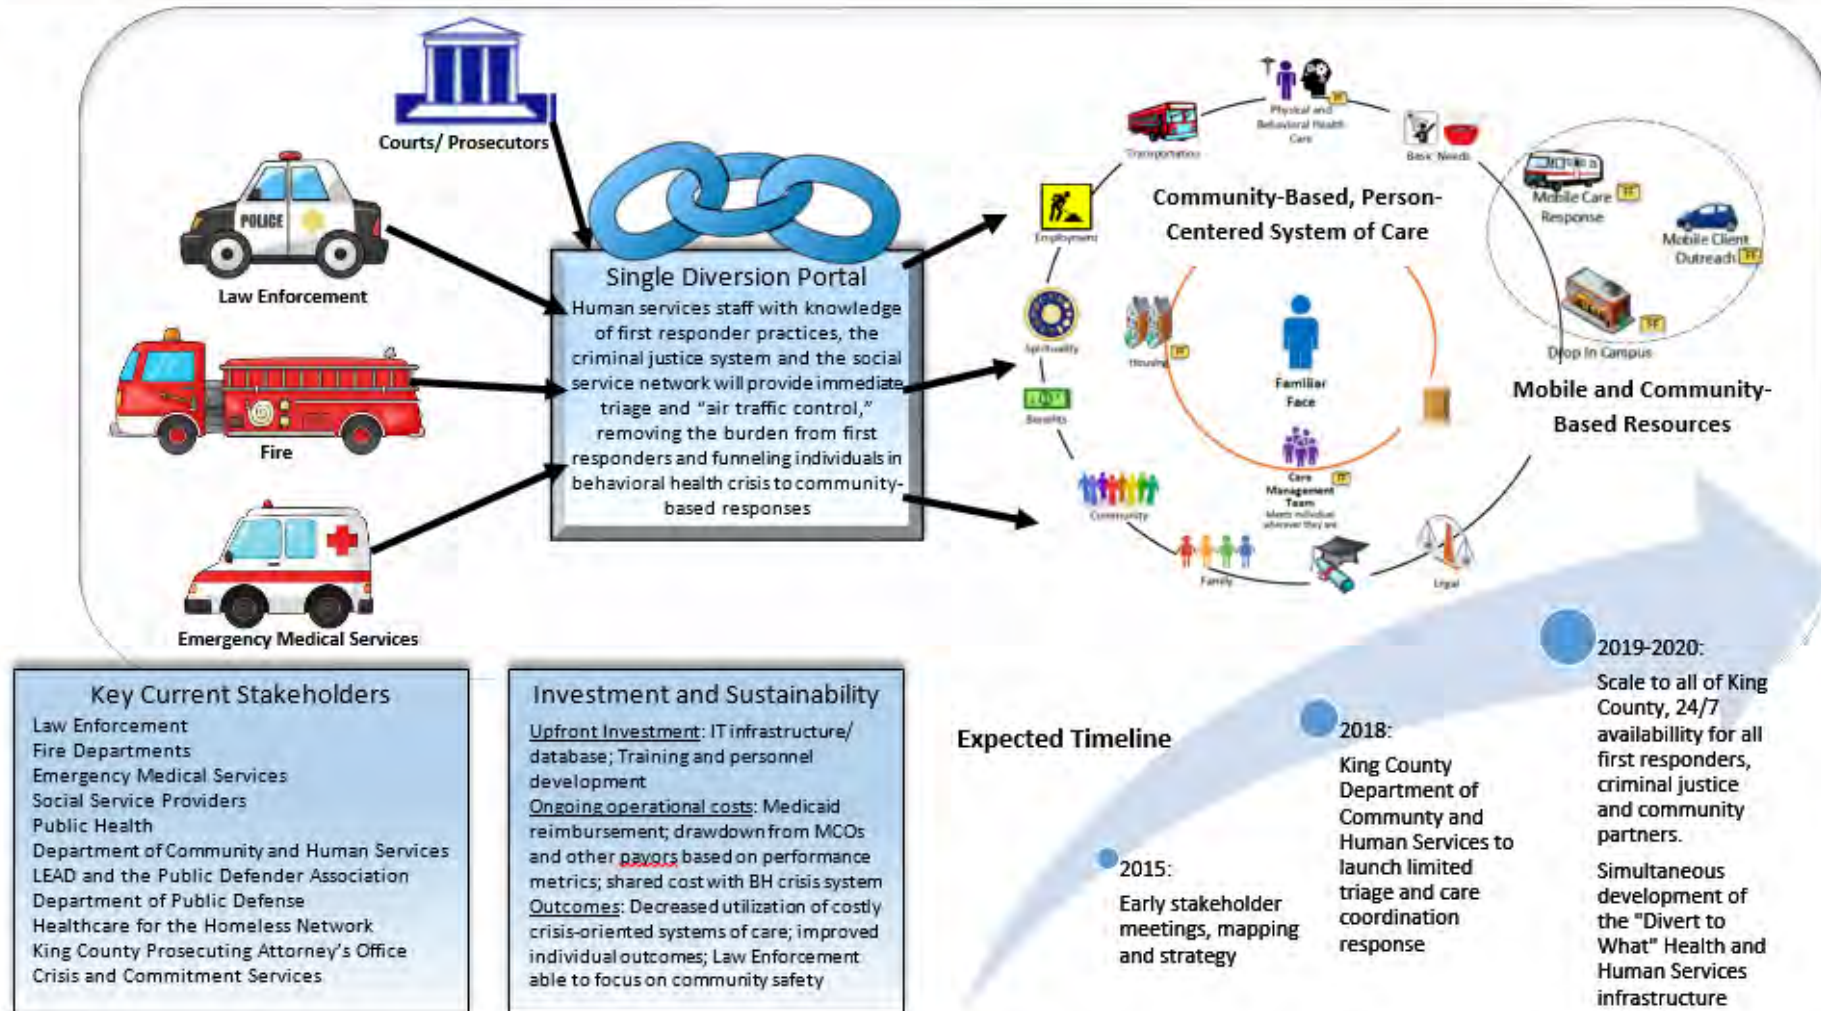 Courts/ Prosecutors
POLICE
Law Enforcement
Fire
Emergency Medical Services
Single Diversion Portal
Human services staff with knowledge
of first responder practices, the
criminal justice system and the social
service network will provide immediate
triage and “air traffic control,”
removing the burden from first
responders and funneling individuals in
behavioral health crisis to community-
based responses
Physical and
Behavioral Health
Care
FF
Transportation
Basic Needs
Employment
Community-Based, Person-
Centered System of Care
Spirituality
Housing
FF
Benefits
Familiar
Face
Care
Management
Team
FF
Meets individual
wherever they are
Community
Family
Legal
Mobile Care
Response
FF
Mobile Client
Outreach
FF
FF
Drop In Campus
Mobile and Community-
Based Resources
Key Current Stakeholders
Law Enforcement
Fire Departments
Emergency Medical Services
Social Service Providers
Public Health
Department of Community and Human Services
LEAD and the Public Defender Association
Department of Public Defense
Healthcare for the Homeless Network
King County Prosecuting Attorney’s Office
Crisis and Commitment Services
Investment and Sustainability
Upfront Investment: IT infrastructure/
database; Training and personnel
development
Ongoing operational costs: Medicaid
reimbursement; drawdown from MCOs
and other payors based on performance
metrics; shared cost with BH crisis system
Outcomes: Decreased utilization of costly
crisis-oriented systems of care; improved
individual outcomes; Law Enforcement
able to focus on community safety
Expected Timeline
2015:
Early stakeholder
meetings, mapping
and strategy
2018:
King County
Department of
Communty and
Human Services to
launch limited
triage and care
coordination
response
2019-2020:
Scale to all of King
County, 24/7
availabillity for all
first responders,
criminal justice
and community
partners.
Simultaneous
development of
the "Divert to
What" Health and
Human Services
infrastructure